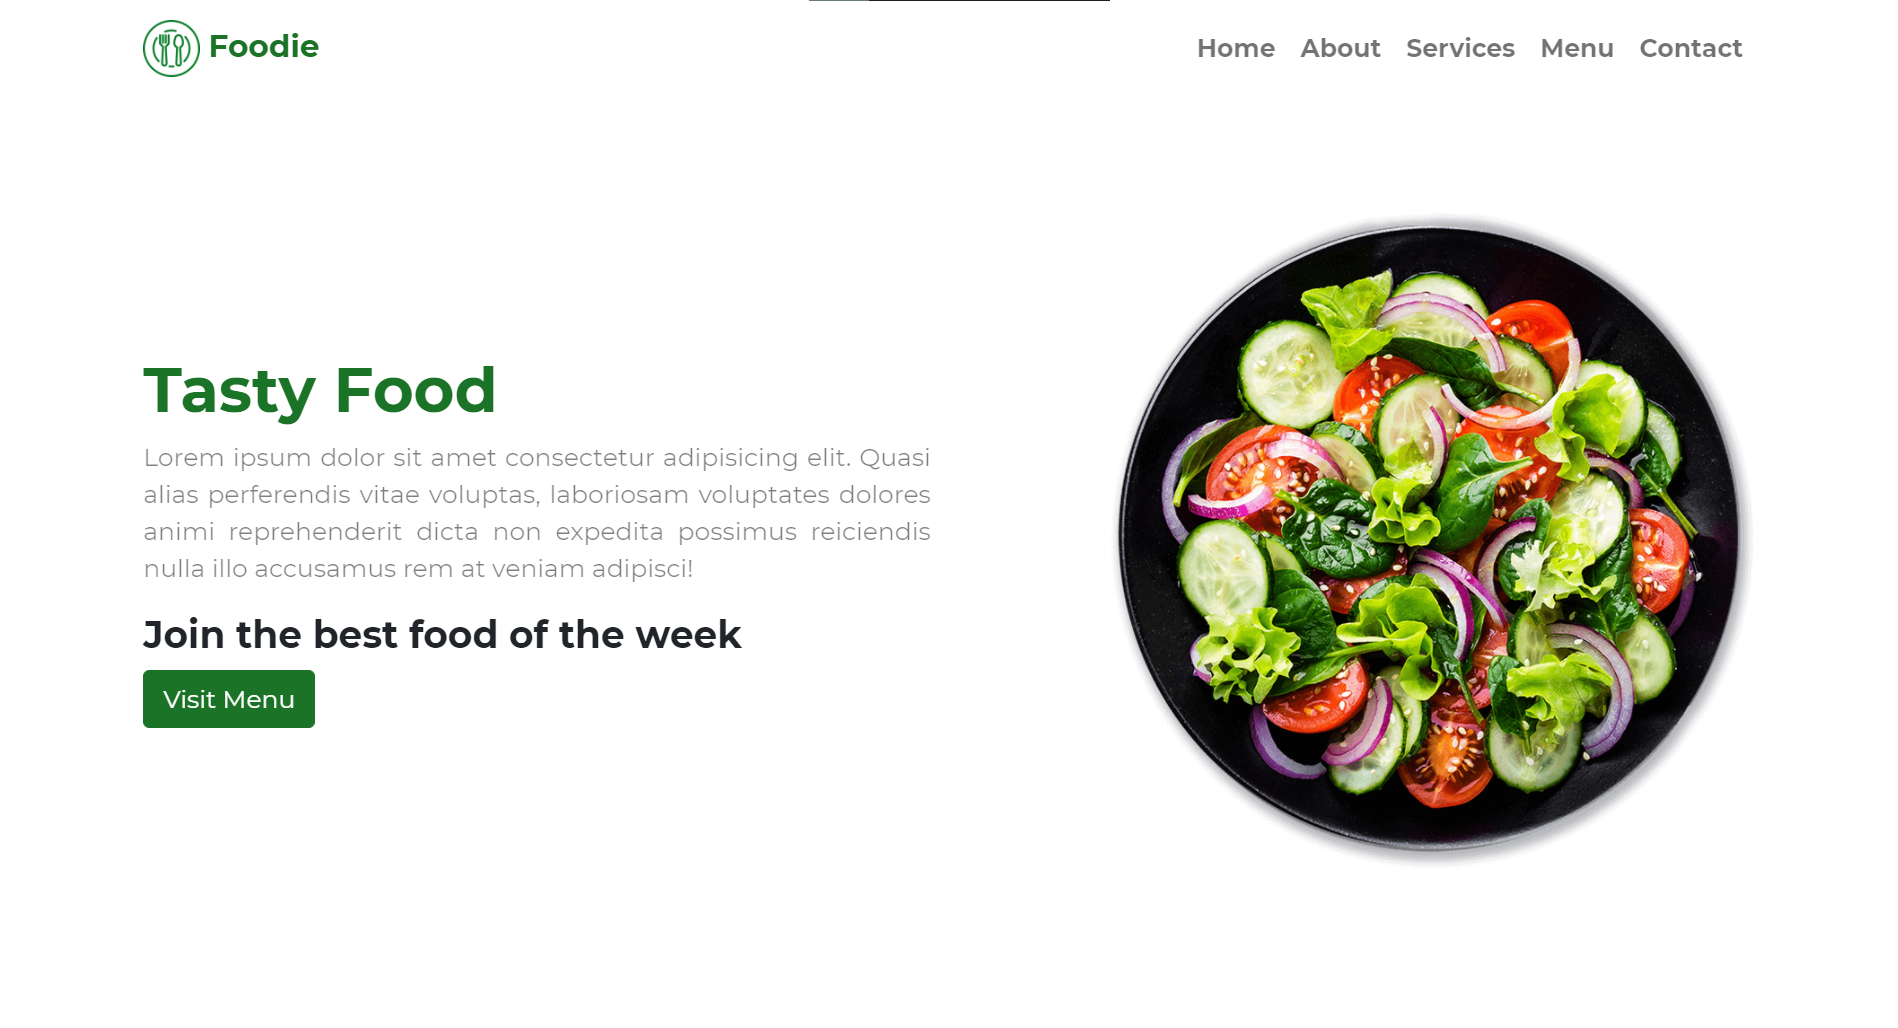 Foodie
Home About Services Menu Contact
Tasty Food
Lorem ipsum dolor sit amet consectetur adipisicing elit. Quasi
alias perferendis vitae voluptas, laboriosam voluptates dolores
animi reprehenderit dicta non expedita possimus reiciendis
nulla illo accusamus rem at veniam adipisci!
Join the best food of the week
Visit Menu